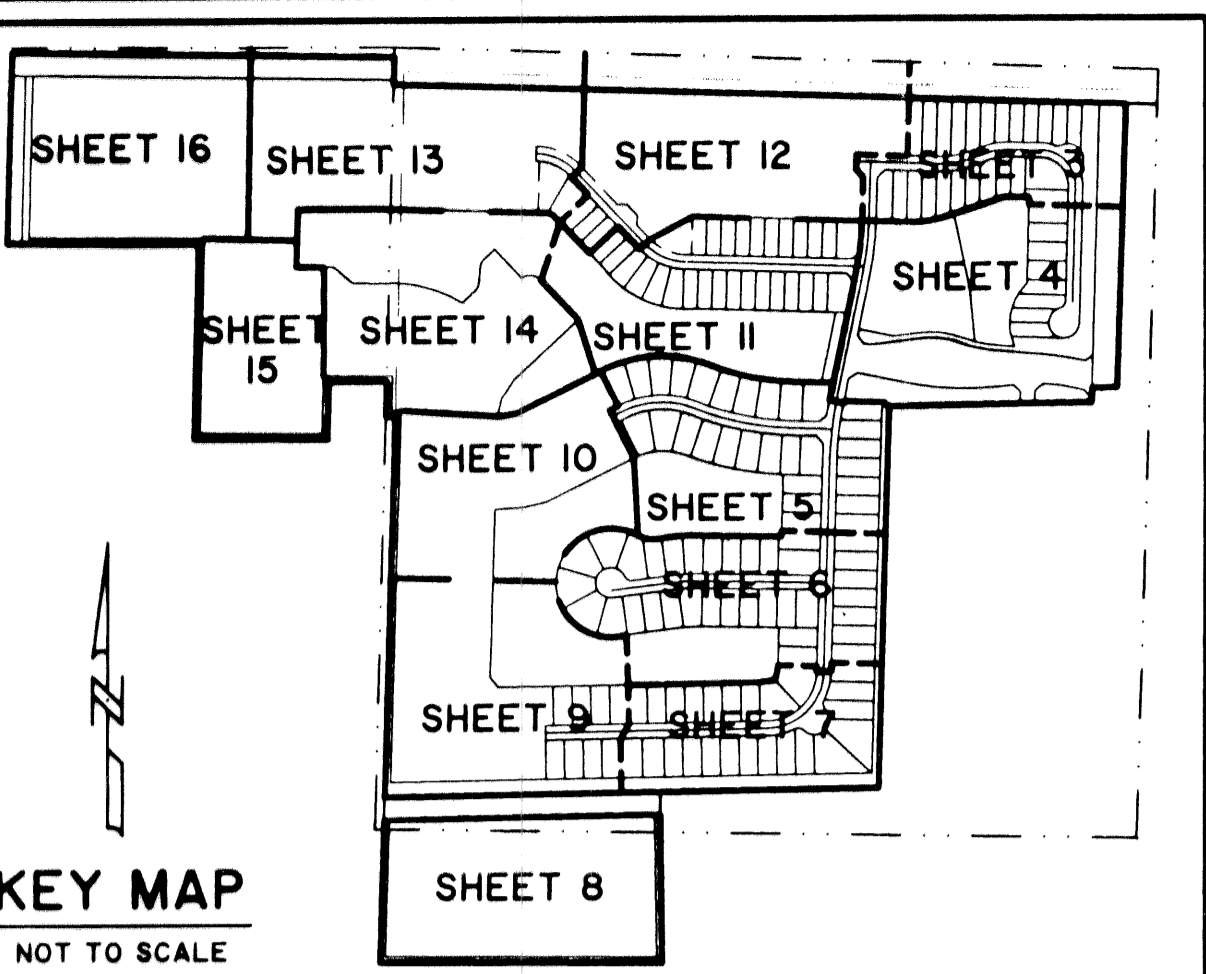 SHEET 16
SHEET 13
SHEET 12
SHEET 3
SHEET 4
SHEET
15
SHEET 14
SHEET 11
SHEET 10
SHEET 5
SHEET 6
SHEET 9
SHEET 7
SHEET 8
N
KEY MAP
NOT TO SCALE